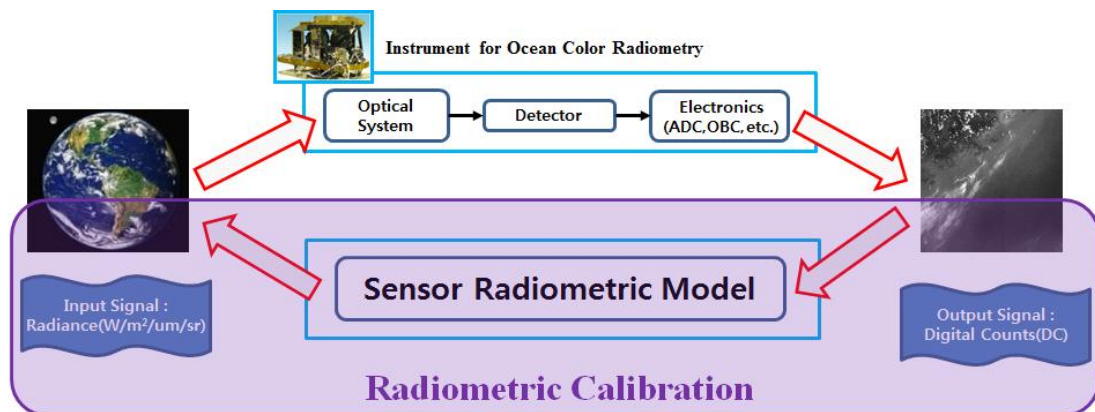 Instrument for Ocean Color Radiometry
Optical
System
Detector
Electronics
(ADC,OBC, etc.)
Sensor Radiometric Model
Input Signal :
Radiance(W/m²/um/sr)
Output Signal :
Digital Counts(DC)
Radiometric Calibration